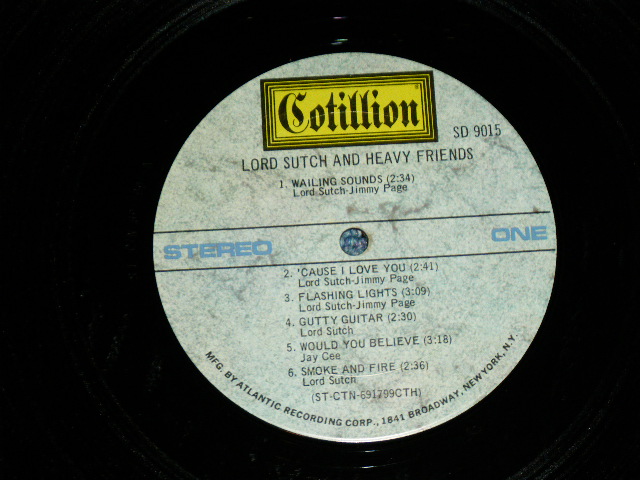 Cotillion
SD 9015
LORD SUTCH AND HEAVY FRIENDS
1. WAILING SOUNDS (2:34)
Lord Sutch-Jimmy Page
STEREO
ONE
2. 'CAUSE I LOVE YOU (2:41)
Lord Sutch-Jimmy Page
3. FLASHING LIGHTS (3:09)
Lord Sutch-Jimmy Page
4. GUTTY GUITAR (2:30)
Lord Sutch
5. WOULD YOU BELIEVE (3:18)
Jay Cee
6. SMOKE AND FIRE (2:36)
Lord Sutch
(ST-CTN-691799CTH)
MFG. BY ATLANTIC RECORDING CORP., 1841 BROADWAY, NEW YORK, N.Y.